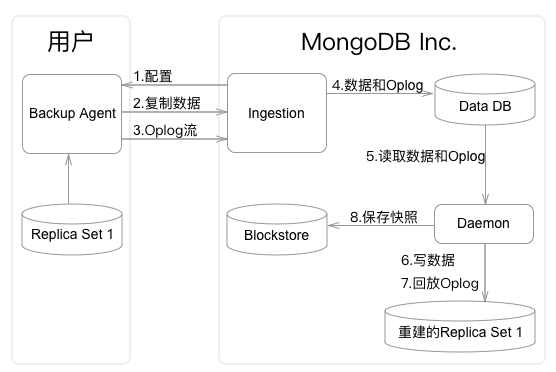 用户
MongoDB Inc.
1.配置
Backup Agent
2.复制数据
3.Oplog流
Ingestion
4.数据和Oplog
Data DB
5.读取数据和Oplog
Replica Set 1
Blockstore
8.保存快照
Daemon
6.写数据
7.回放Oplog
重建的Replica Set 1